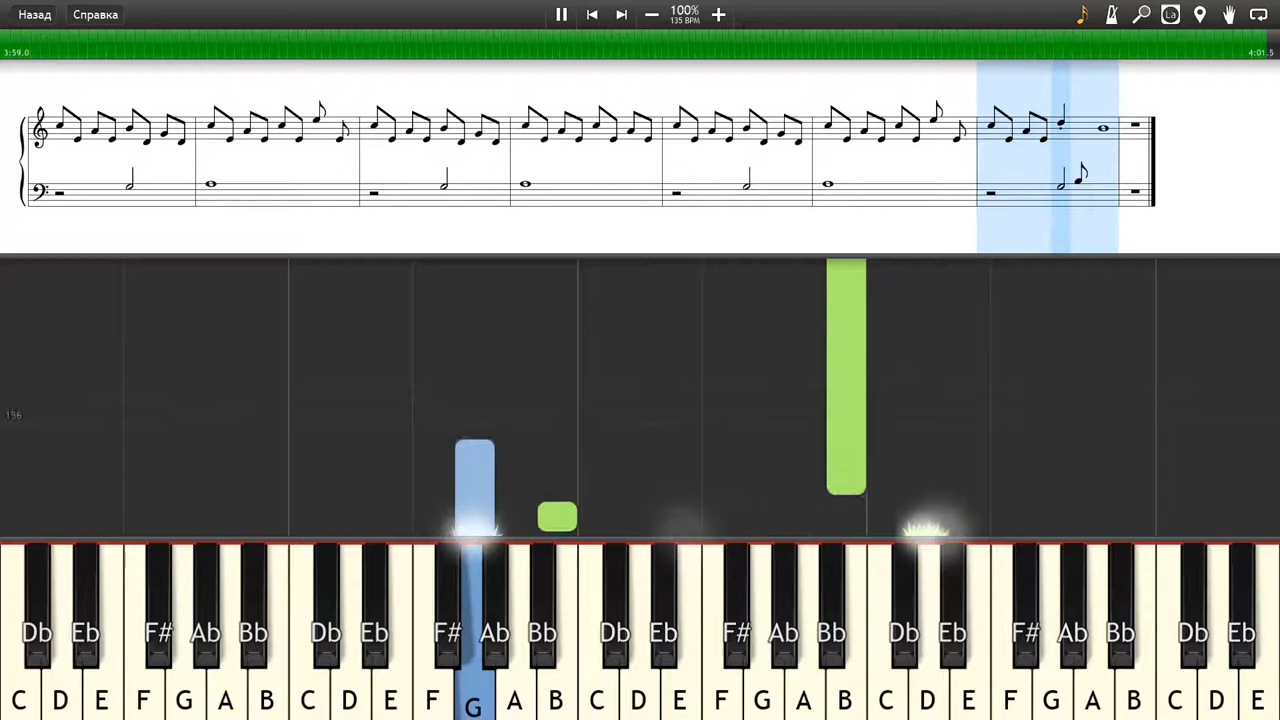 Назад Справка 100% La
135 BPM
3:59.0 4:01.5
156
Db Eb F# Ab Bb Db Eb F# Ab Bb Db Eb F# Ab Bb Db Eb F# Ab Bb Db Eb
C D E F G A B C D E F G A B C D E F G A B C D E F G A B C D E